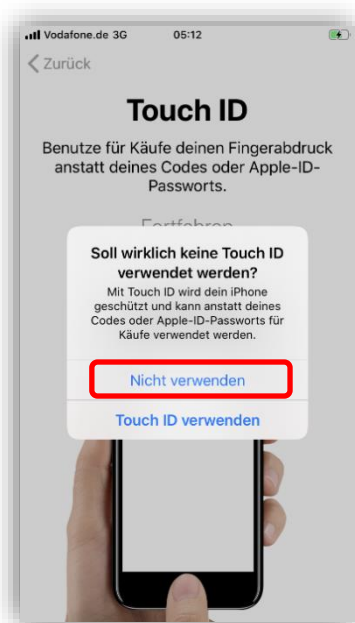 Vodafone.de 3G 05:12
Zurück
Touch ID
Benutze für Käufe deinen Fingerabdruck
anstatt deines Codes oder Apple-ID-
Passworts.
Fortfahren
Soll wirklich keine Touch ID
verwendet werden?
Mit Touch ID wird dein iPhone
geschützt und kann anstatt deines
Codes oder Apple-ID-Passworts für
Käufe verwendet werden.
Nicht verwenden
Touch ID verwenden